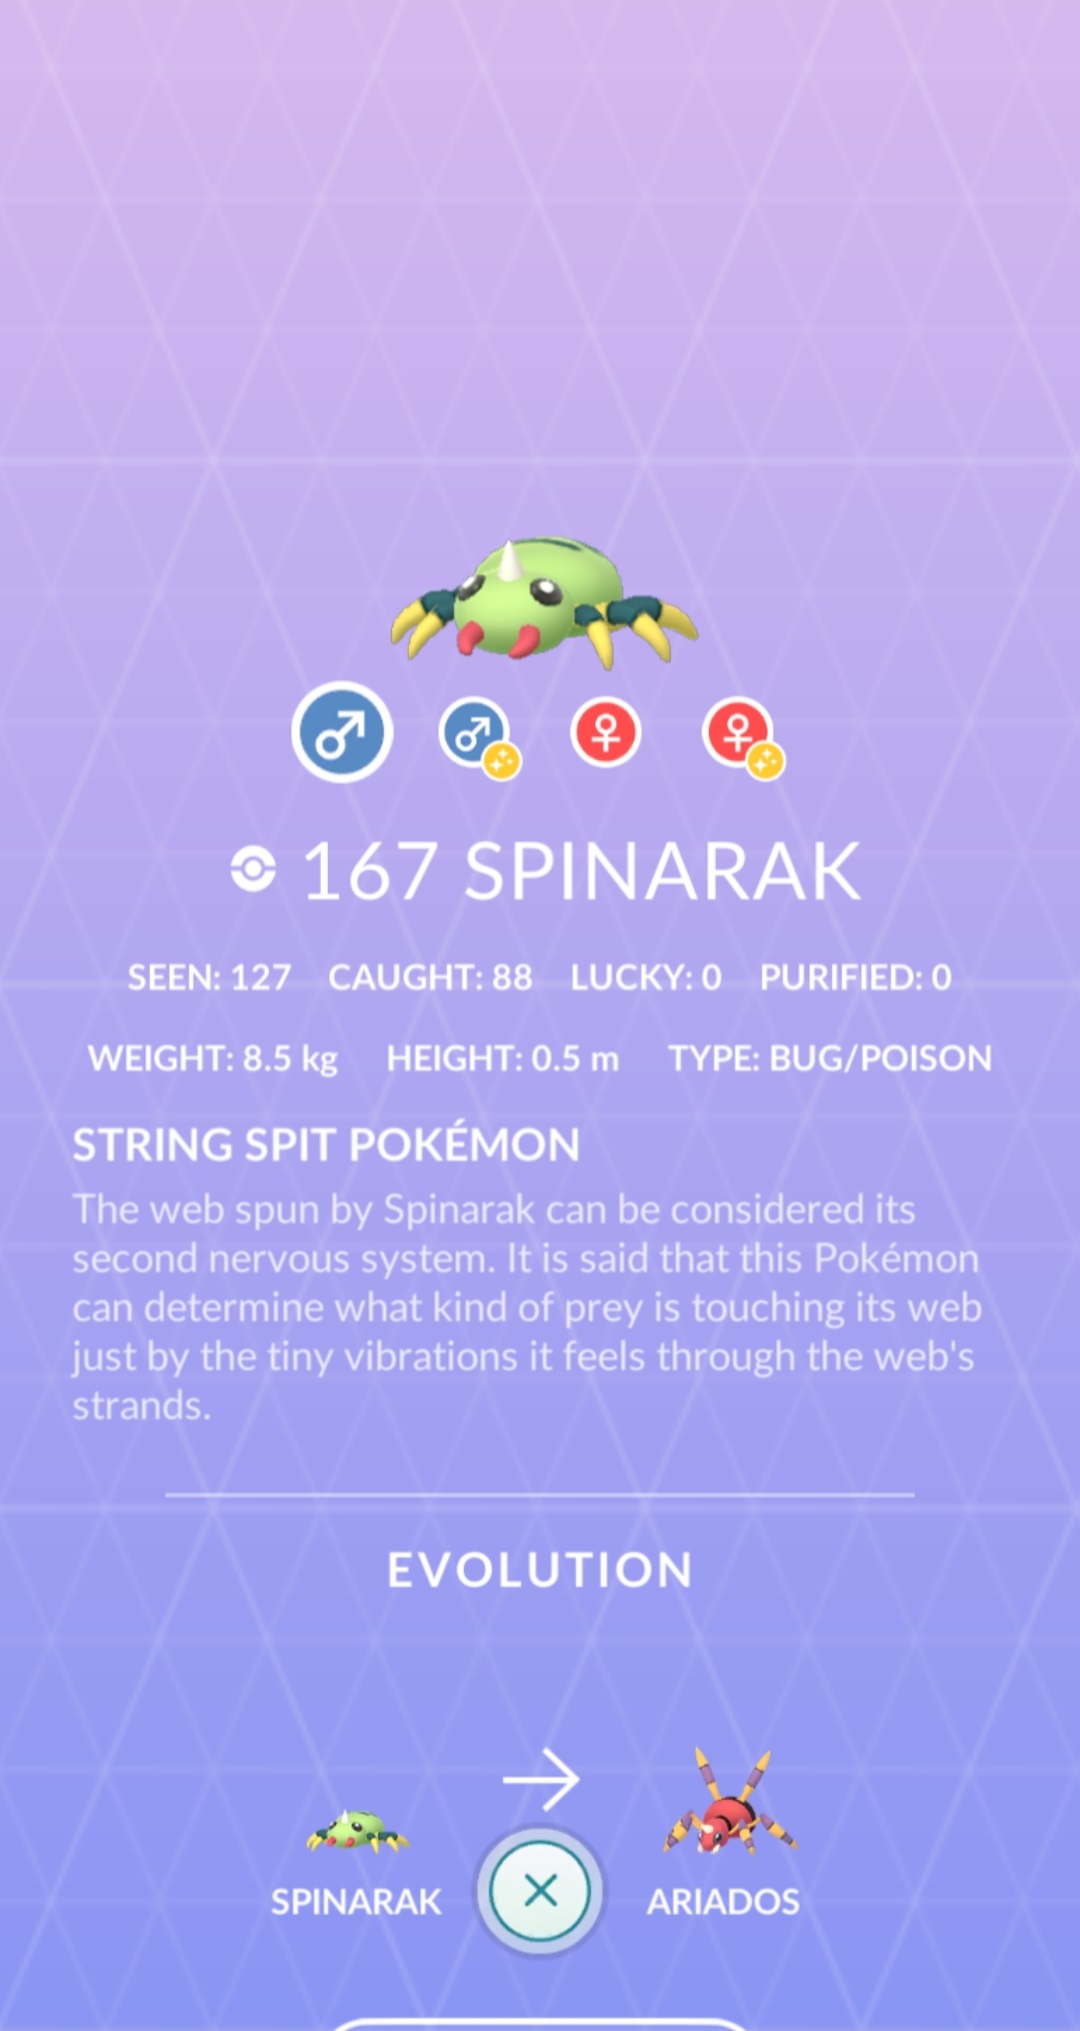 167 SPINARAK
SEEN: 127 CAUGHT: 88 LUCKY: 0 PURIFIED: 0
WEIGHT: 8.5 kg HEIGHT: 0.5 m TYPE: BUG/POISON
STRING SPIT POKÉMON
The web spun by Spinarak can be considered its
second nervous system. It is said that this Pokémon
can determine what kind of prey is touching its web
just by the tiny vibrations it feels through the web's
strands.
EVOLUTION
SPINARAK ARIADOS